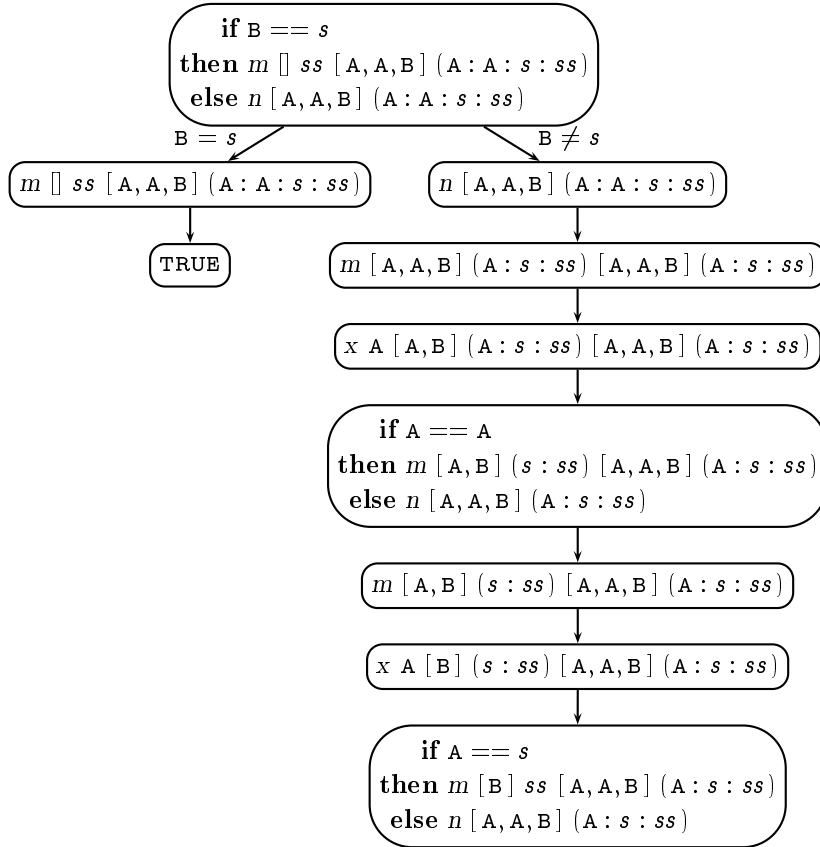 if B == s
then m [] ss [A,A,B] (A:A:s:ss)
else n [A,A,B] (A:A:s:ss)
B = s
B ≠ s
m [] ss [A,A,B] (A:A:s:ss)
n [A,A,B] (A:A:s:ss)
TRUE
m [A,A,B] (A:s:ss) [A,A,B] (A:s:ss)
x A [A,B] (A:s:ss) [A,A,B] (A:s:ss)
if A == A
then m [A,B] (s:ss) [A,A,B] (A:s:ss)
else n [A,A,B] (A:s:ss)
m [A,B] (s:ss) [A,A,B] (A:s:ss)
x A [B] (s:ss) [A,A,B] (A:s:ss)
if A == s
then m [B] ss [A,A,B] (A:s:ss)
else n [A,A,B] (A:s:ss)